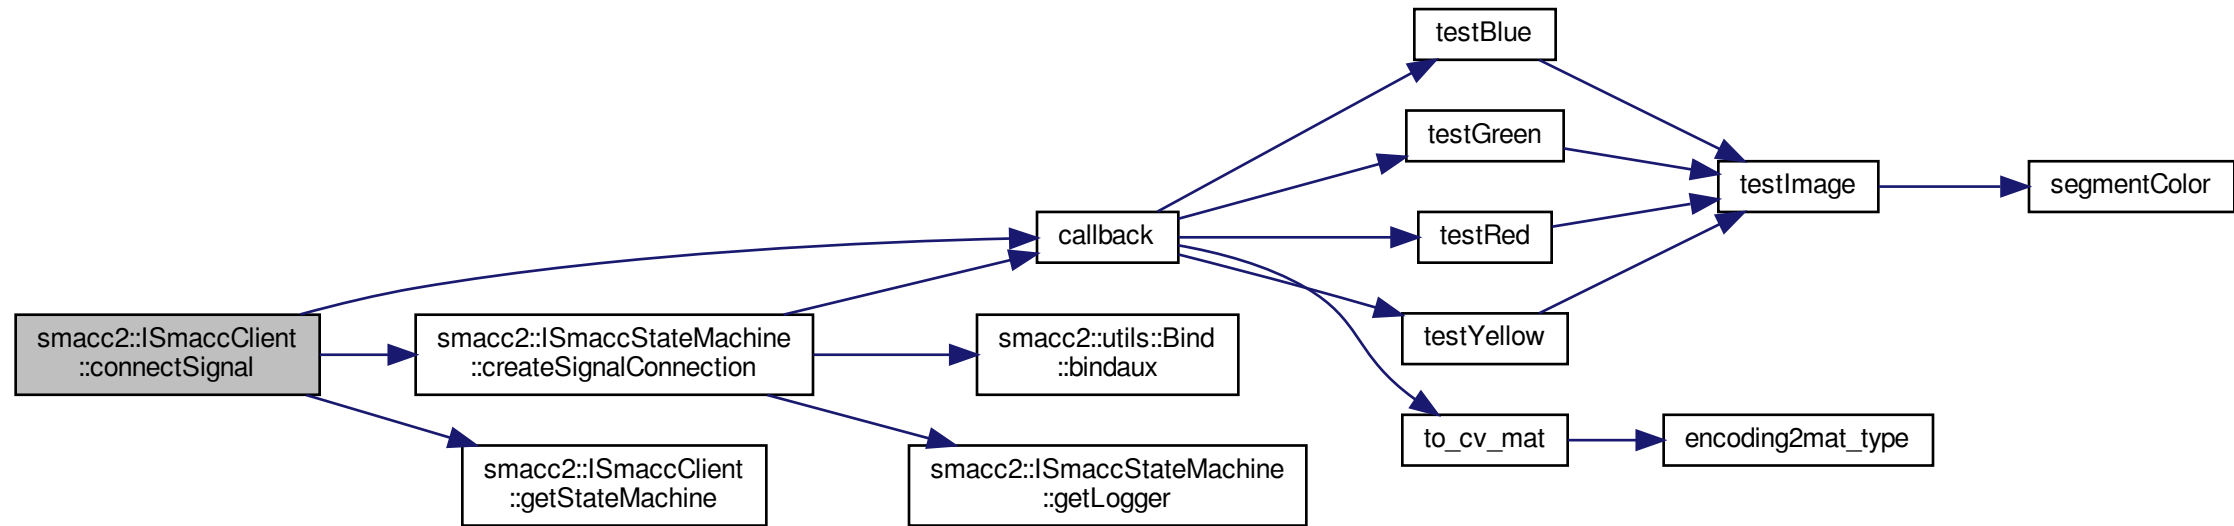 smacc2::ISmaccClient
::connectSignal
smacc2::ISmaccStateMachine
::createSignalConnection
smacc2::ISmaccClient
::getStateMachine
callback
smacc2::utils::Bind
::bindaux
smacc2::ISmaccStateMachine
::getLogger
testBlue
testGreen
testRed
testYellow
to_cv_mat
testImage
encoding2mat_type
segmentColor